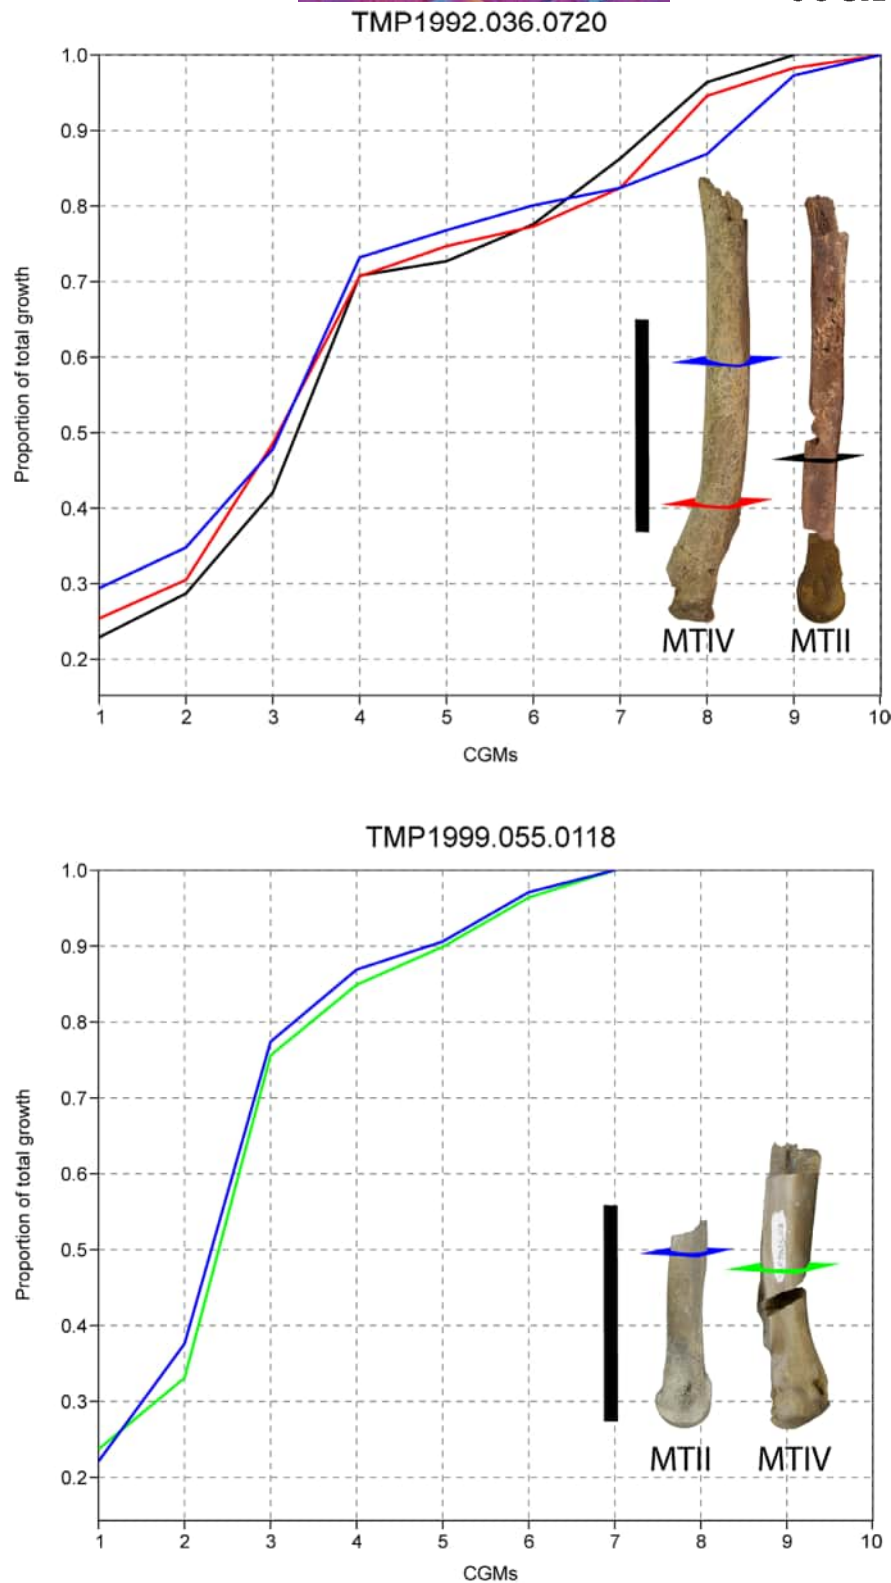 TMP1992.036.0720
1.0
0.9
0.8
0.7
0.6
0.5
0.4
0.3
0.2
Proportion of total growth
MTIV MTII
1 2 3 4 5 6 7 8 9 10
CGMs
TMP1999.055.0118
1.0
0.9
0.8
0.7
0.6
0.5
0.4
0.3
0.2
Proportion of total growth
MTII MTIV
1 2 3 4 5 6 7 8 9 10
CGMs